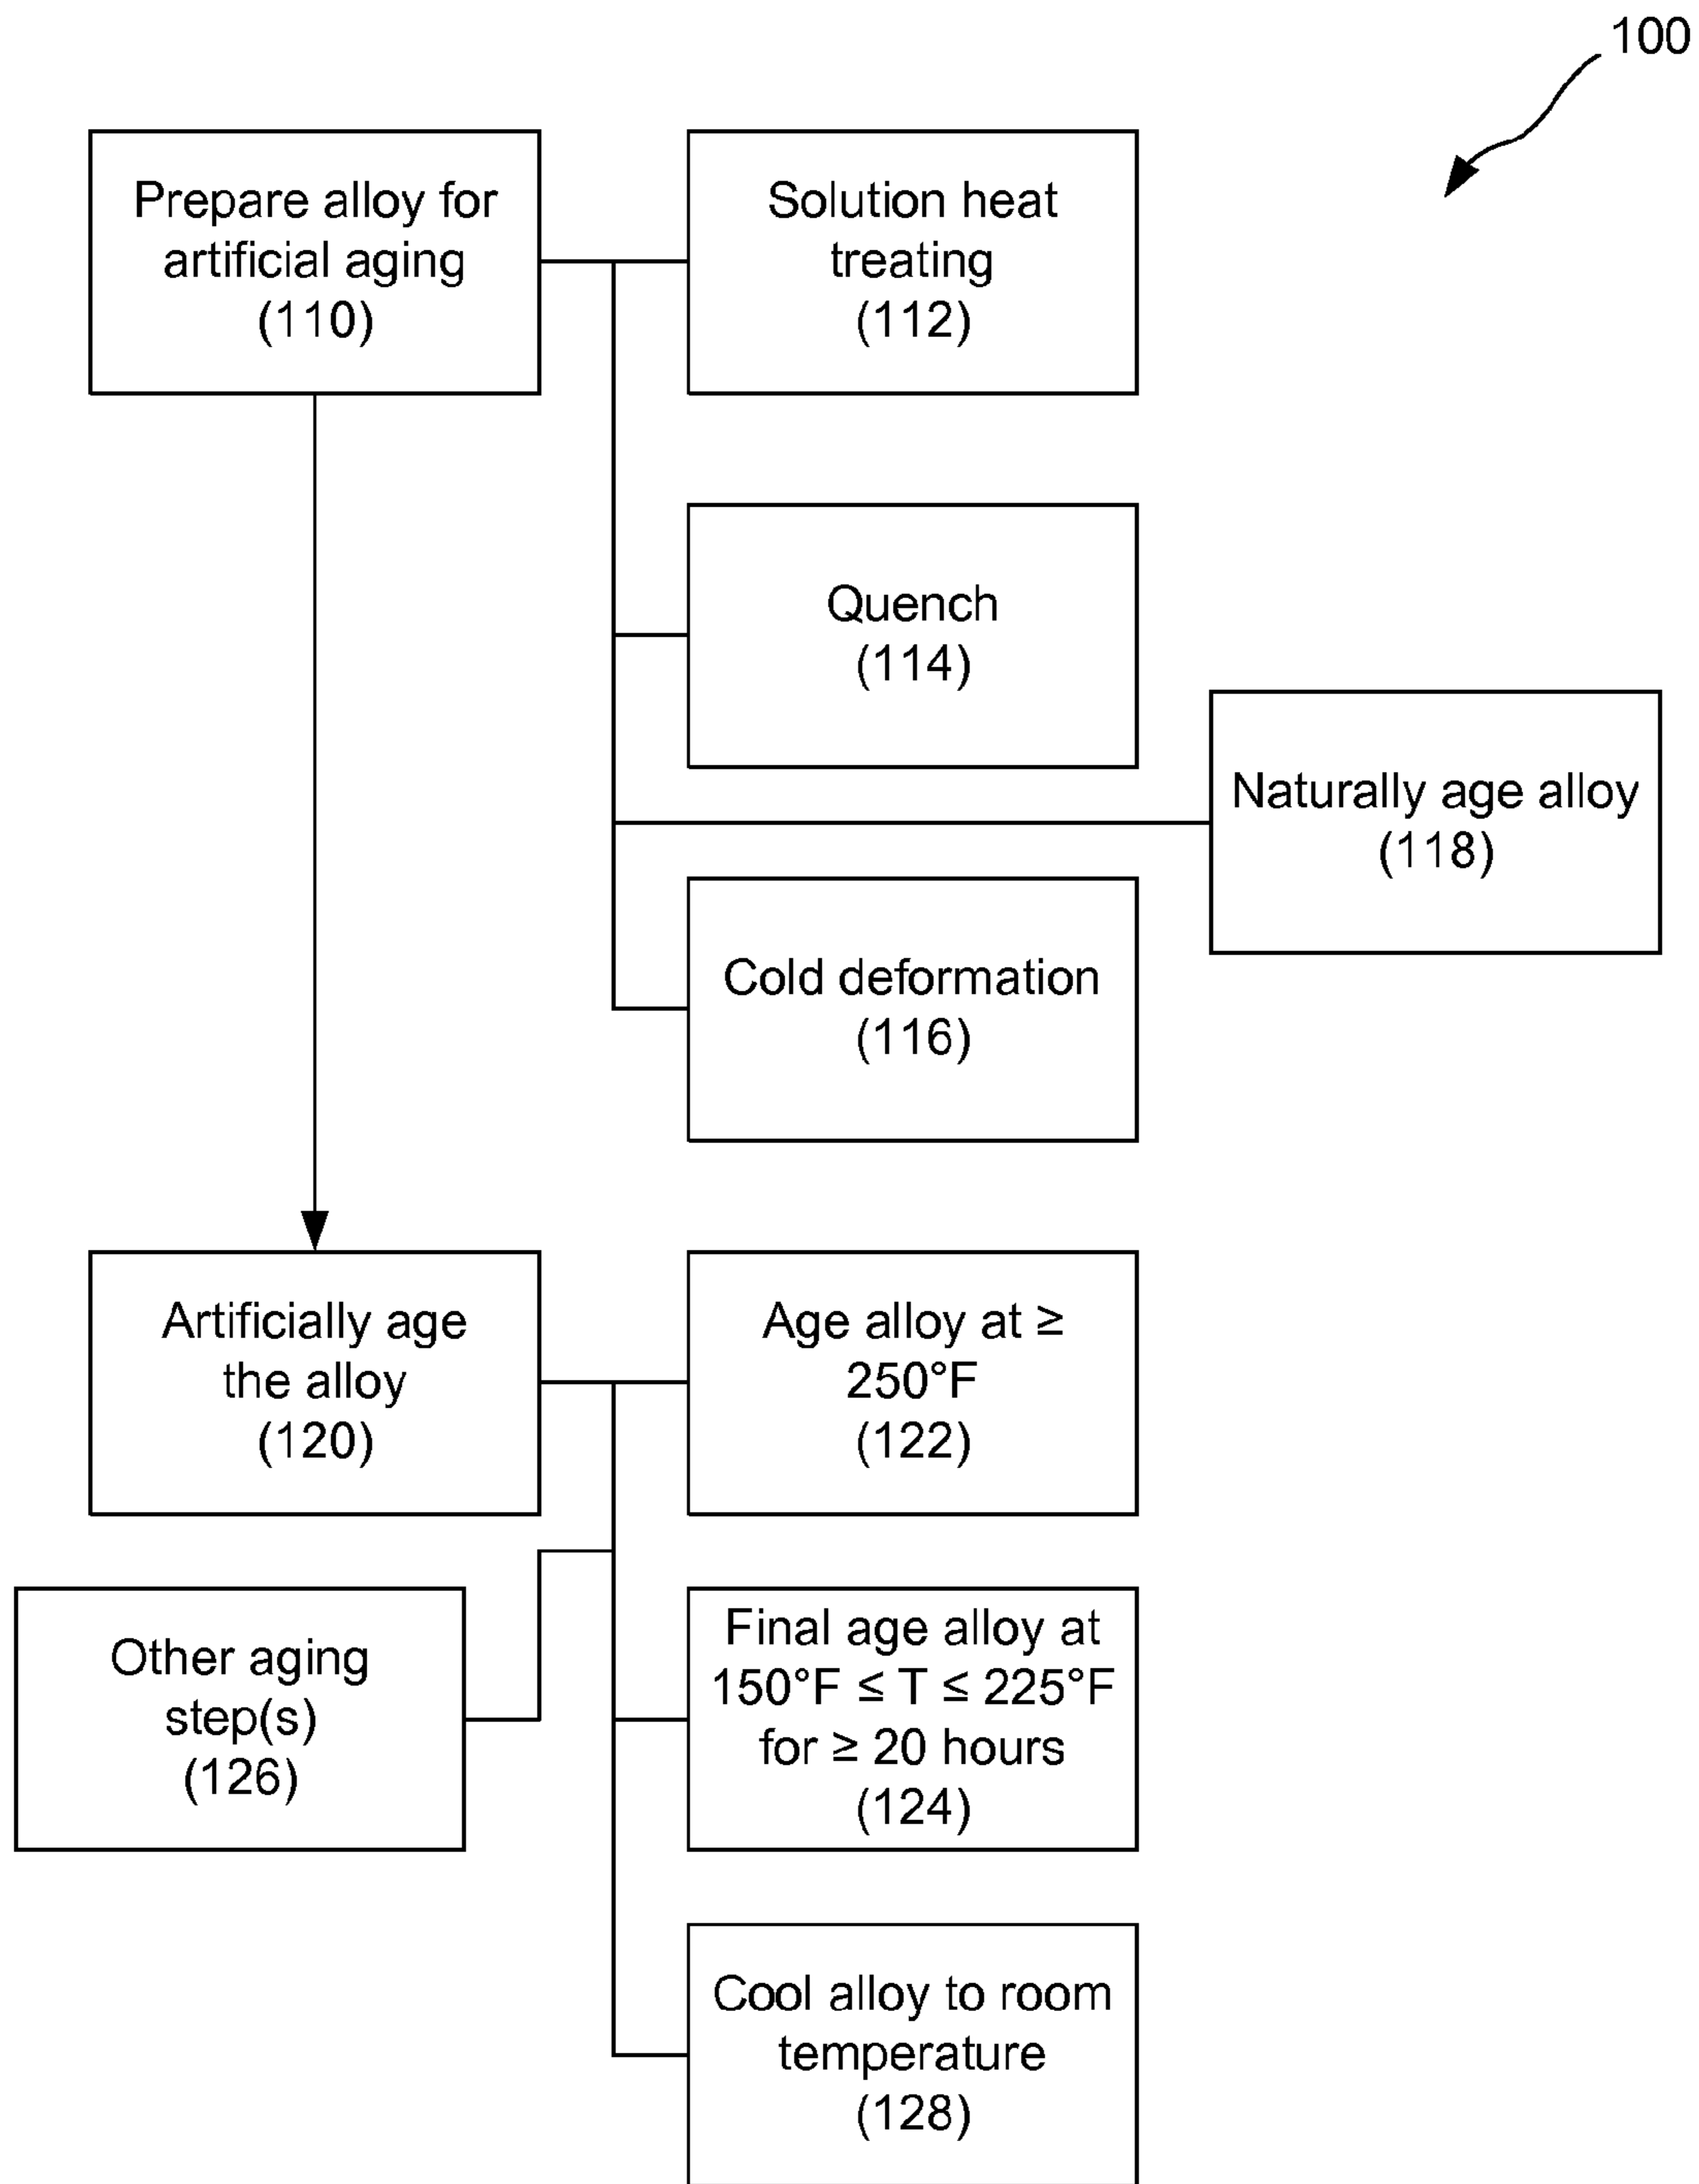 100
Prepare alloy for
artificial aging
(110)
Solution heat
treating
(112)
Quench
(114)
Naturally age alloy
(118)
Cold deformation
(116)
Artificially age
the alloy
(120)
Age alloy at ≥
250°F
(122)
Other aging
step(s)
(126)
Final age alloy at
150°F ≤ T ≤ 225°F
for ≥ 20 hours
(124)
Cool alloy to room
temperature
(128)